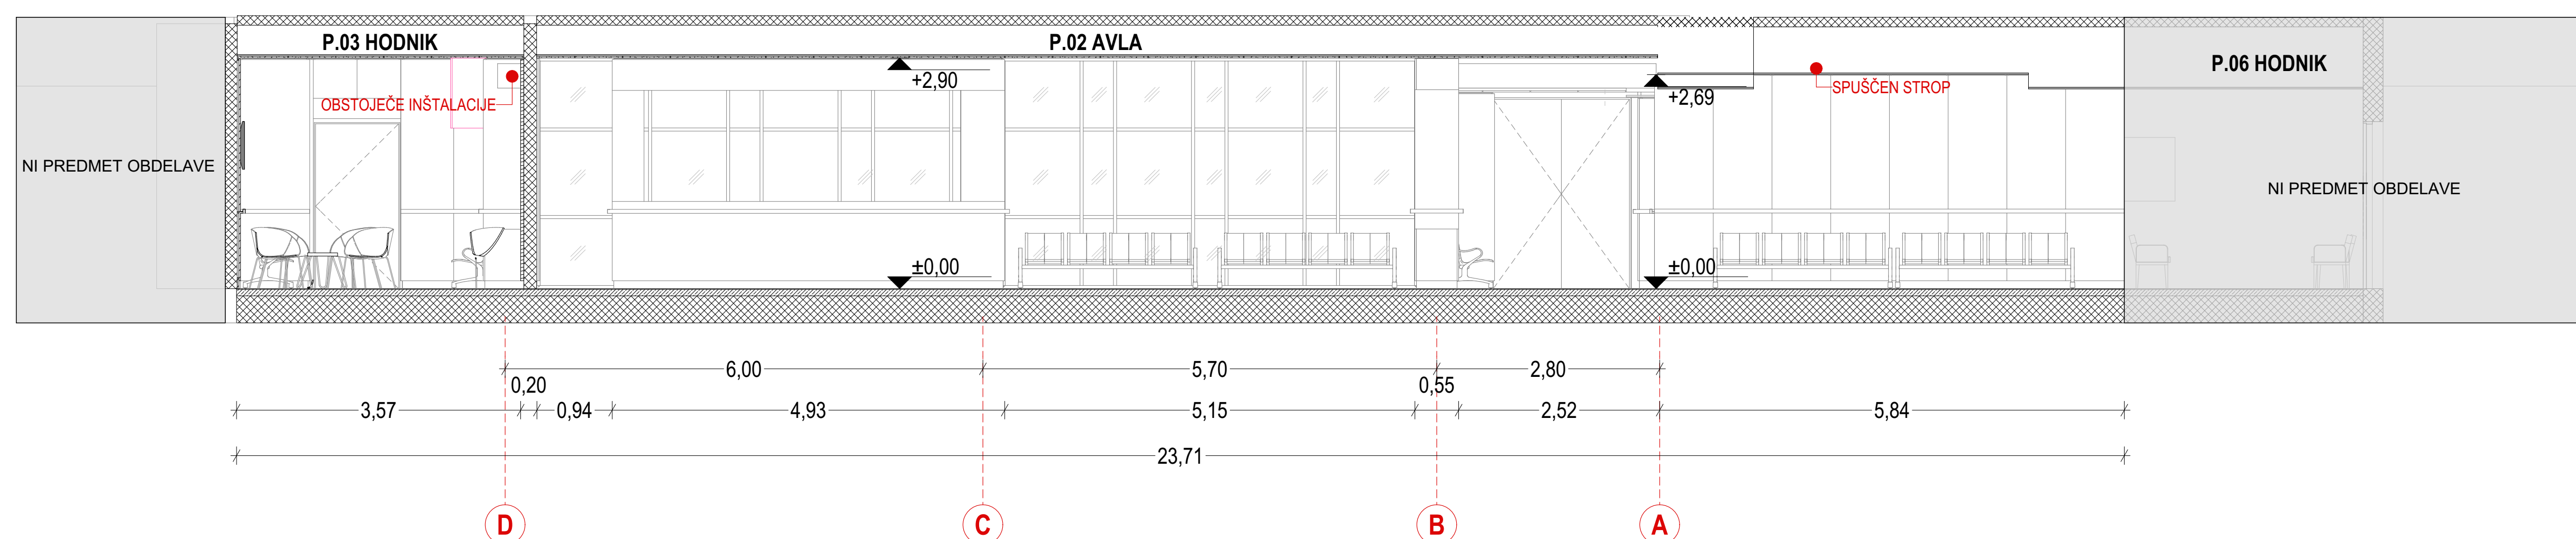 P.03 HODNIK
P.02 AVLA
P.06 HODNIK
+2,90
SPUŠČEN STROP
+2,69
OBSTOJEČE INŠTALACIJE
NI PREDMET OBDELAVE
NI PREDMET OBDELAVE
±0,00
±0,00
6,00
5,70
2,80
0,20
0,55
3,57
0,94
4,93
5,15
2,52
5,84
23,71
D
C
B
A